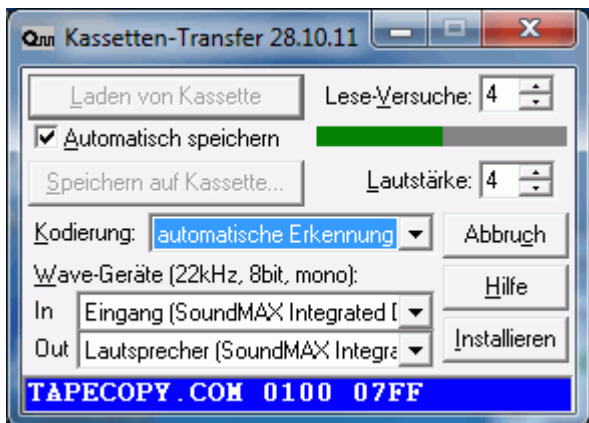 Kassetten-Transfer 28.10.11
Laden von Kassette Lese-Versuche: 4
Automatisch speichern
Speichern auf Kassette... Lautstärke: 4
Kodierung: automatische Erkennung Abbruch
Wave-Geräte (22kHz, 8bit, mono): Hilfe
In Eingang (SoundMAX Integrated D
Out Lautsprecher (SoundMAX Integra Installieren
TAPECOPY.COM 0100 07FF